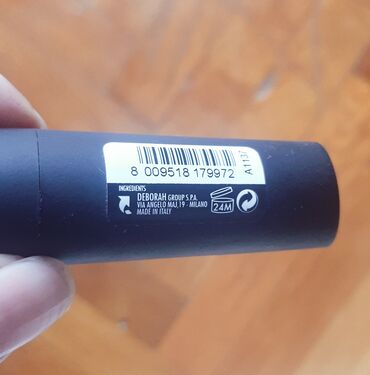 8 009518 179972
A1137
INGREDIENTS
DEBORAH GROUP S.P.A.
VIA ANGELO MAJ, 19 - MILANO
MADE IN ITALY
24M